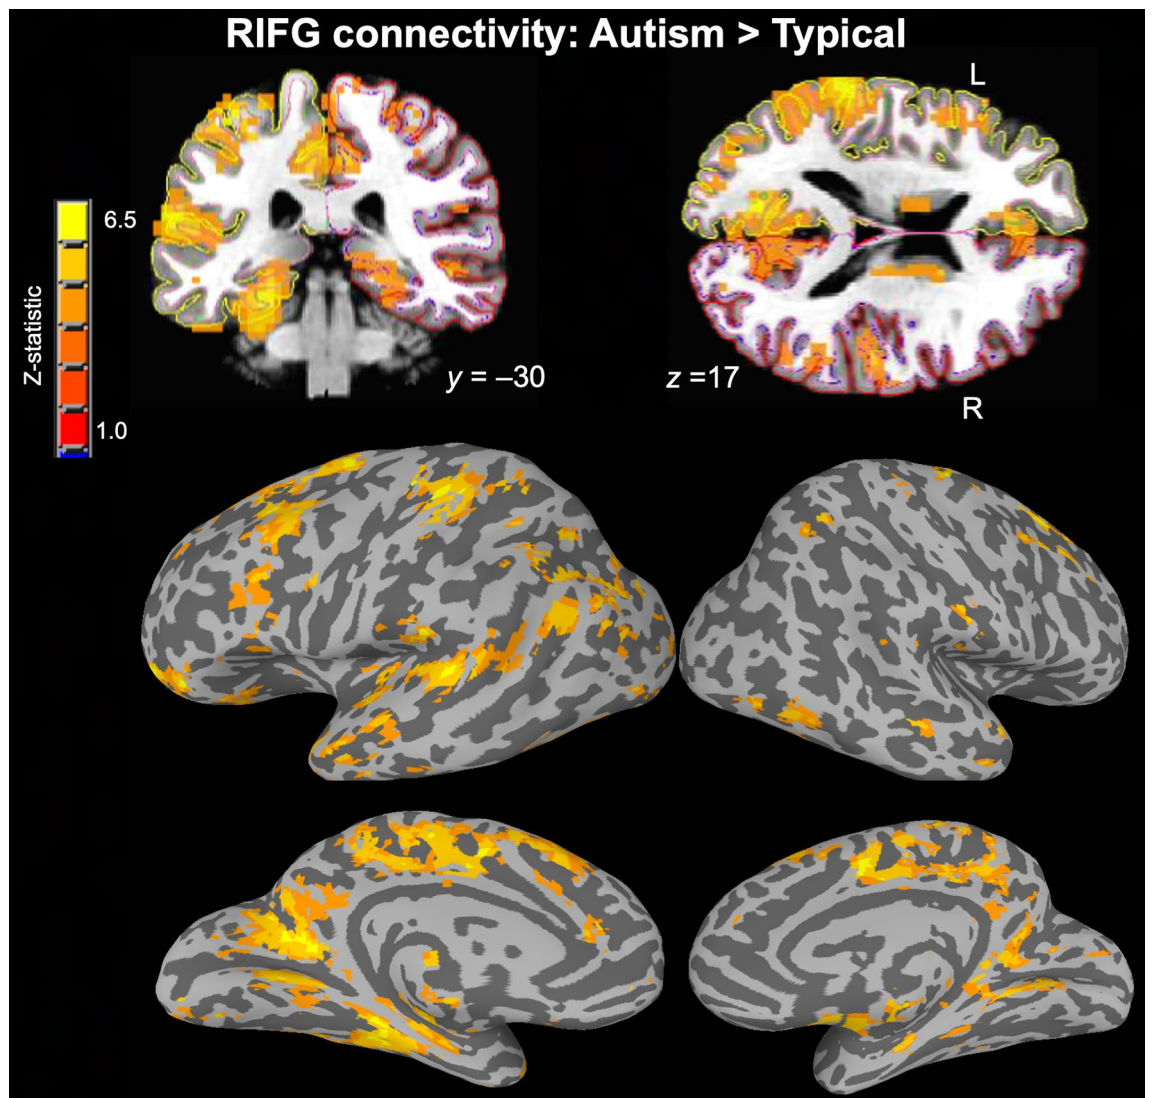 RIFG connectivity: Autism > Typical
L
6.5
Z-statistic
y = –30
z =17
R
1.0